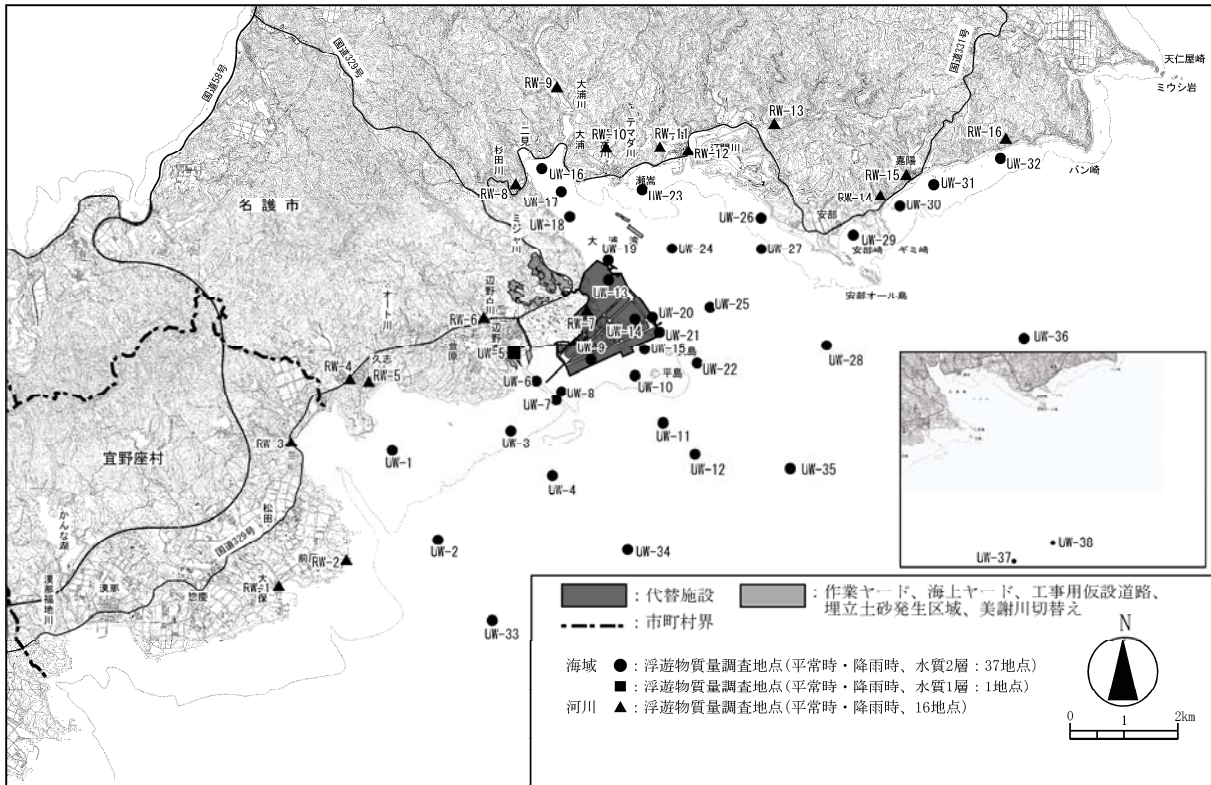 国道58号
国道329号
国道331号
天仁屋崎
ミウシ岩
バン崎
RW-9
大浦川
RW-13
RW-16
UW-32
二見
大浦
RW-10
テマダ川
RW-11
RW-12
嘉陽
RW-15
UW-31
杉田川
RW-8
UW-16
UW-17
瀬嵩
UW-23
RW-14
UW-30
名護市
UW-18
UW-26
安部
UW-29
安部崎
ギミ崎
大浦湾
UW-19
UW-24
UW-27
安部オール島
UW-13
辺野古川
オート川
RW-6
RW-7
UW-14
UW-20
UW-25
UW-21
UW-36
久志
豊原
UW-5
UW-9
UW-15
UW-28
RW-4
RW-5
UW-6
UW-10
平島
UW-22
UW-7
UW-8
RW-3
UW-3
UW-11
UW-1
宜野座村
UW-12
UW-35
UW-4
かんな湖
松田
国道329号
UW-2
UW-34
UW-38
UW-37
RW-2
RW-1
漢那
惣慶
漢那福地川
UW-33
:代替施設
:作業ヤード、海上ヤード、工事用仮設道路、
埋立土砂発生区域、美謝川切替え
:市町村界
海域 ●:浮遊物質量調査地点(平常時・降雨時、水質2層:37地点)
■:浮遊物質量調査地点(平常時・降雨時、水質1層:1地点)
河川 ▲:浮遊物質量調査地点(平常時・降雨時、16地点)
N
0 1 2km